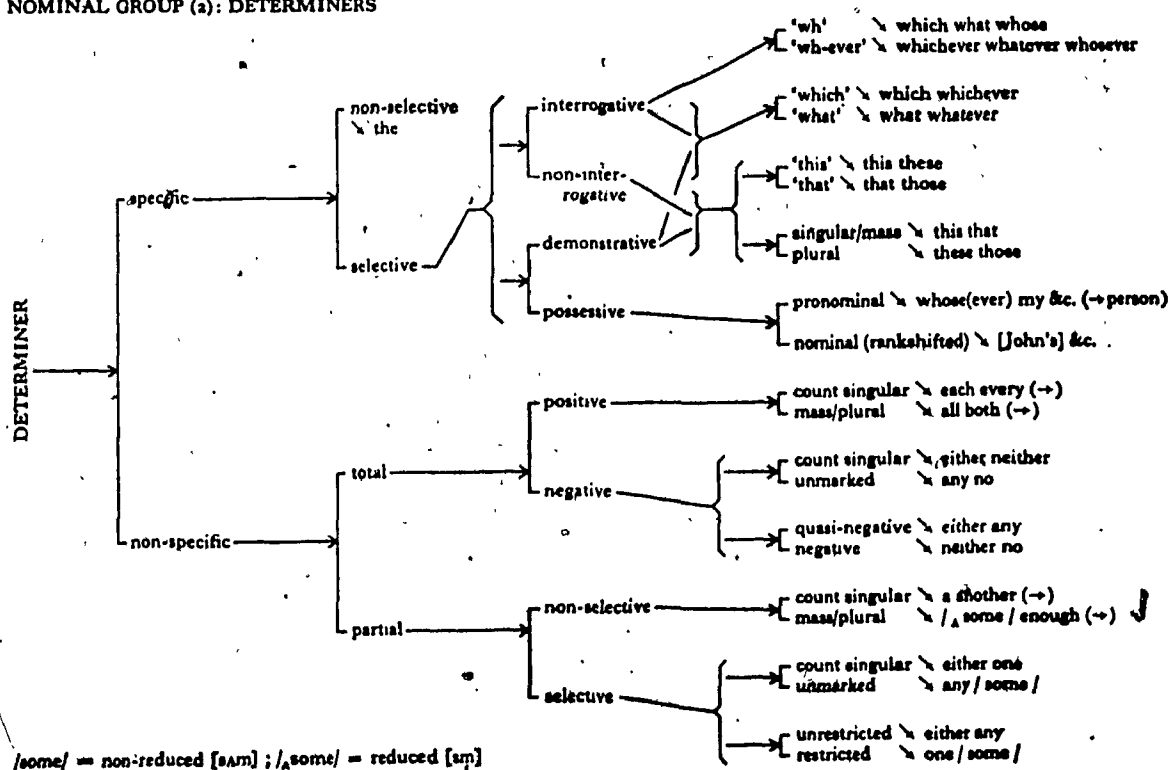 NOMINAL GROUP (2): DETERMINERS
'wh' ↘ which what whose
'wh-ever' ↘ whichever whatever whosever
non-selective
↘ the
interrogative
'which' ↘ which whichever
'what' ↘ what whatever
non-inter-
rogative
'this' ↘ this these
'that' ↘ that those
specific
selective
demonstrative
singular/mass ↘ this that
plural ↘ these those
possessive
pronominal ↘ whose(ever) my &c. (→person)
nominal (rankshifted) ↘ [John's] &c.
DETERMINER
positive
count singular ↘ each every (→)
mass/plural ↘ all both (→)
total
negative
count singular ↘ either neither
unmarked ↘ any no
quasi-negative ↘ either any
negative ↘ neither no
non-specific
partial
non-selective
count singular ↘ a another (→)
mass/plural ↘ /‸some/ enough (→)
selective
count singular ↘ either one
unmarked ↘ any /some/
unrestricted ↘ either any
restricted ↘ one /some/
/some/ = non-reduced [sʌm] ; /‸some/ = reduced [sm̩]